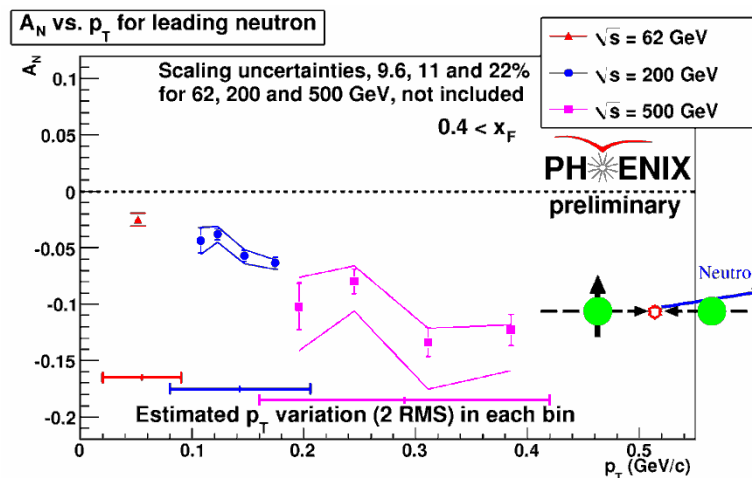 A_N vs. p_T for leading neutron
√s = 62 GeV
√s = 200 GeV
√s = 500 GeV
Scaling uncertainties, 9.6, 11 and 22%
for 62, 200 and 500 GeV, not included
0.4 < x_F
PHENIX
preliminary
Neutro
Estimated p_T variation (2 RMS) in each bin
A_N
0.1
0.05
0
-0.05
-0.1
-0.15
-0.2
0 0.1 0.2 0.3 0.4 0.5
p_T (GeV/c)